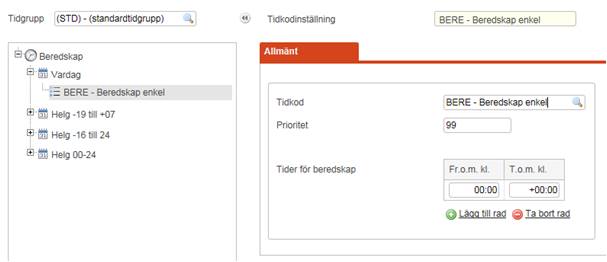 Tidgrupp (STD) - (standardtidgrupp) Tidkodinställning BERE - Beredskap enkel
Beredskap
Vardag
BERE - Beredskap enkel
Helg -19 till +07
Helg -16 till 24
Helg 00-24
Allmänt
Tidkod BERE - Beredskap enkel
Prioritet 99
Tider för beredskap Fr.o.m. kl. T.o.m. kl.
00:00 +00:00
Lägg till rad Ta bort rad